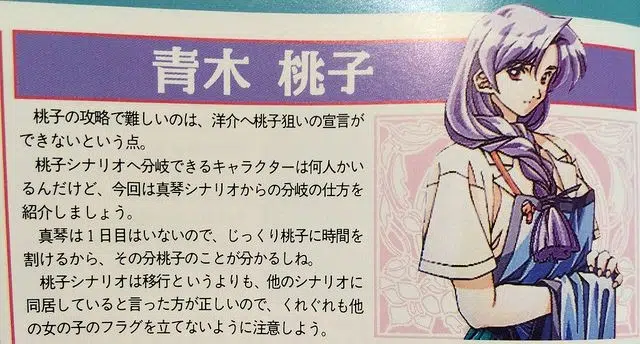 青木 桃子
桃子の攻略で難しいのは、洋介へ桃子狙いの宣言が
できないという点。
桃子シナリオへ分岐できるキャラクターは何人かい
るんだけど、今回は真琴シナリオからの分岐の仕方を
紹介しましょう。
真琴は1日目はいないので、じっくり桃子に時間を
割けるから、その分桃子のことが分かるしね。
桃子シナリオは移行というよりも、他のシナリオに
同居していると言った方が正しいので、くれぐれも他
の女の子のフラグを立てないように注意しよう。